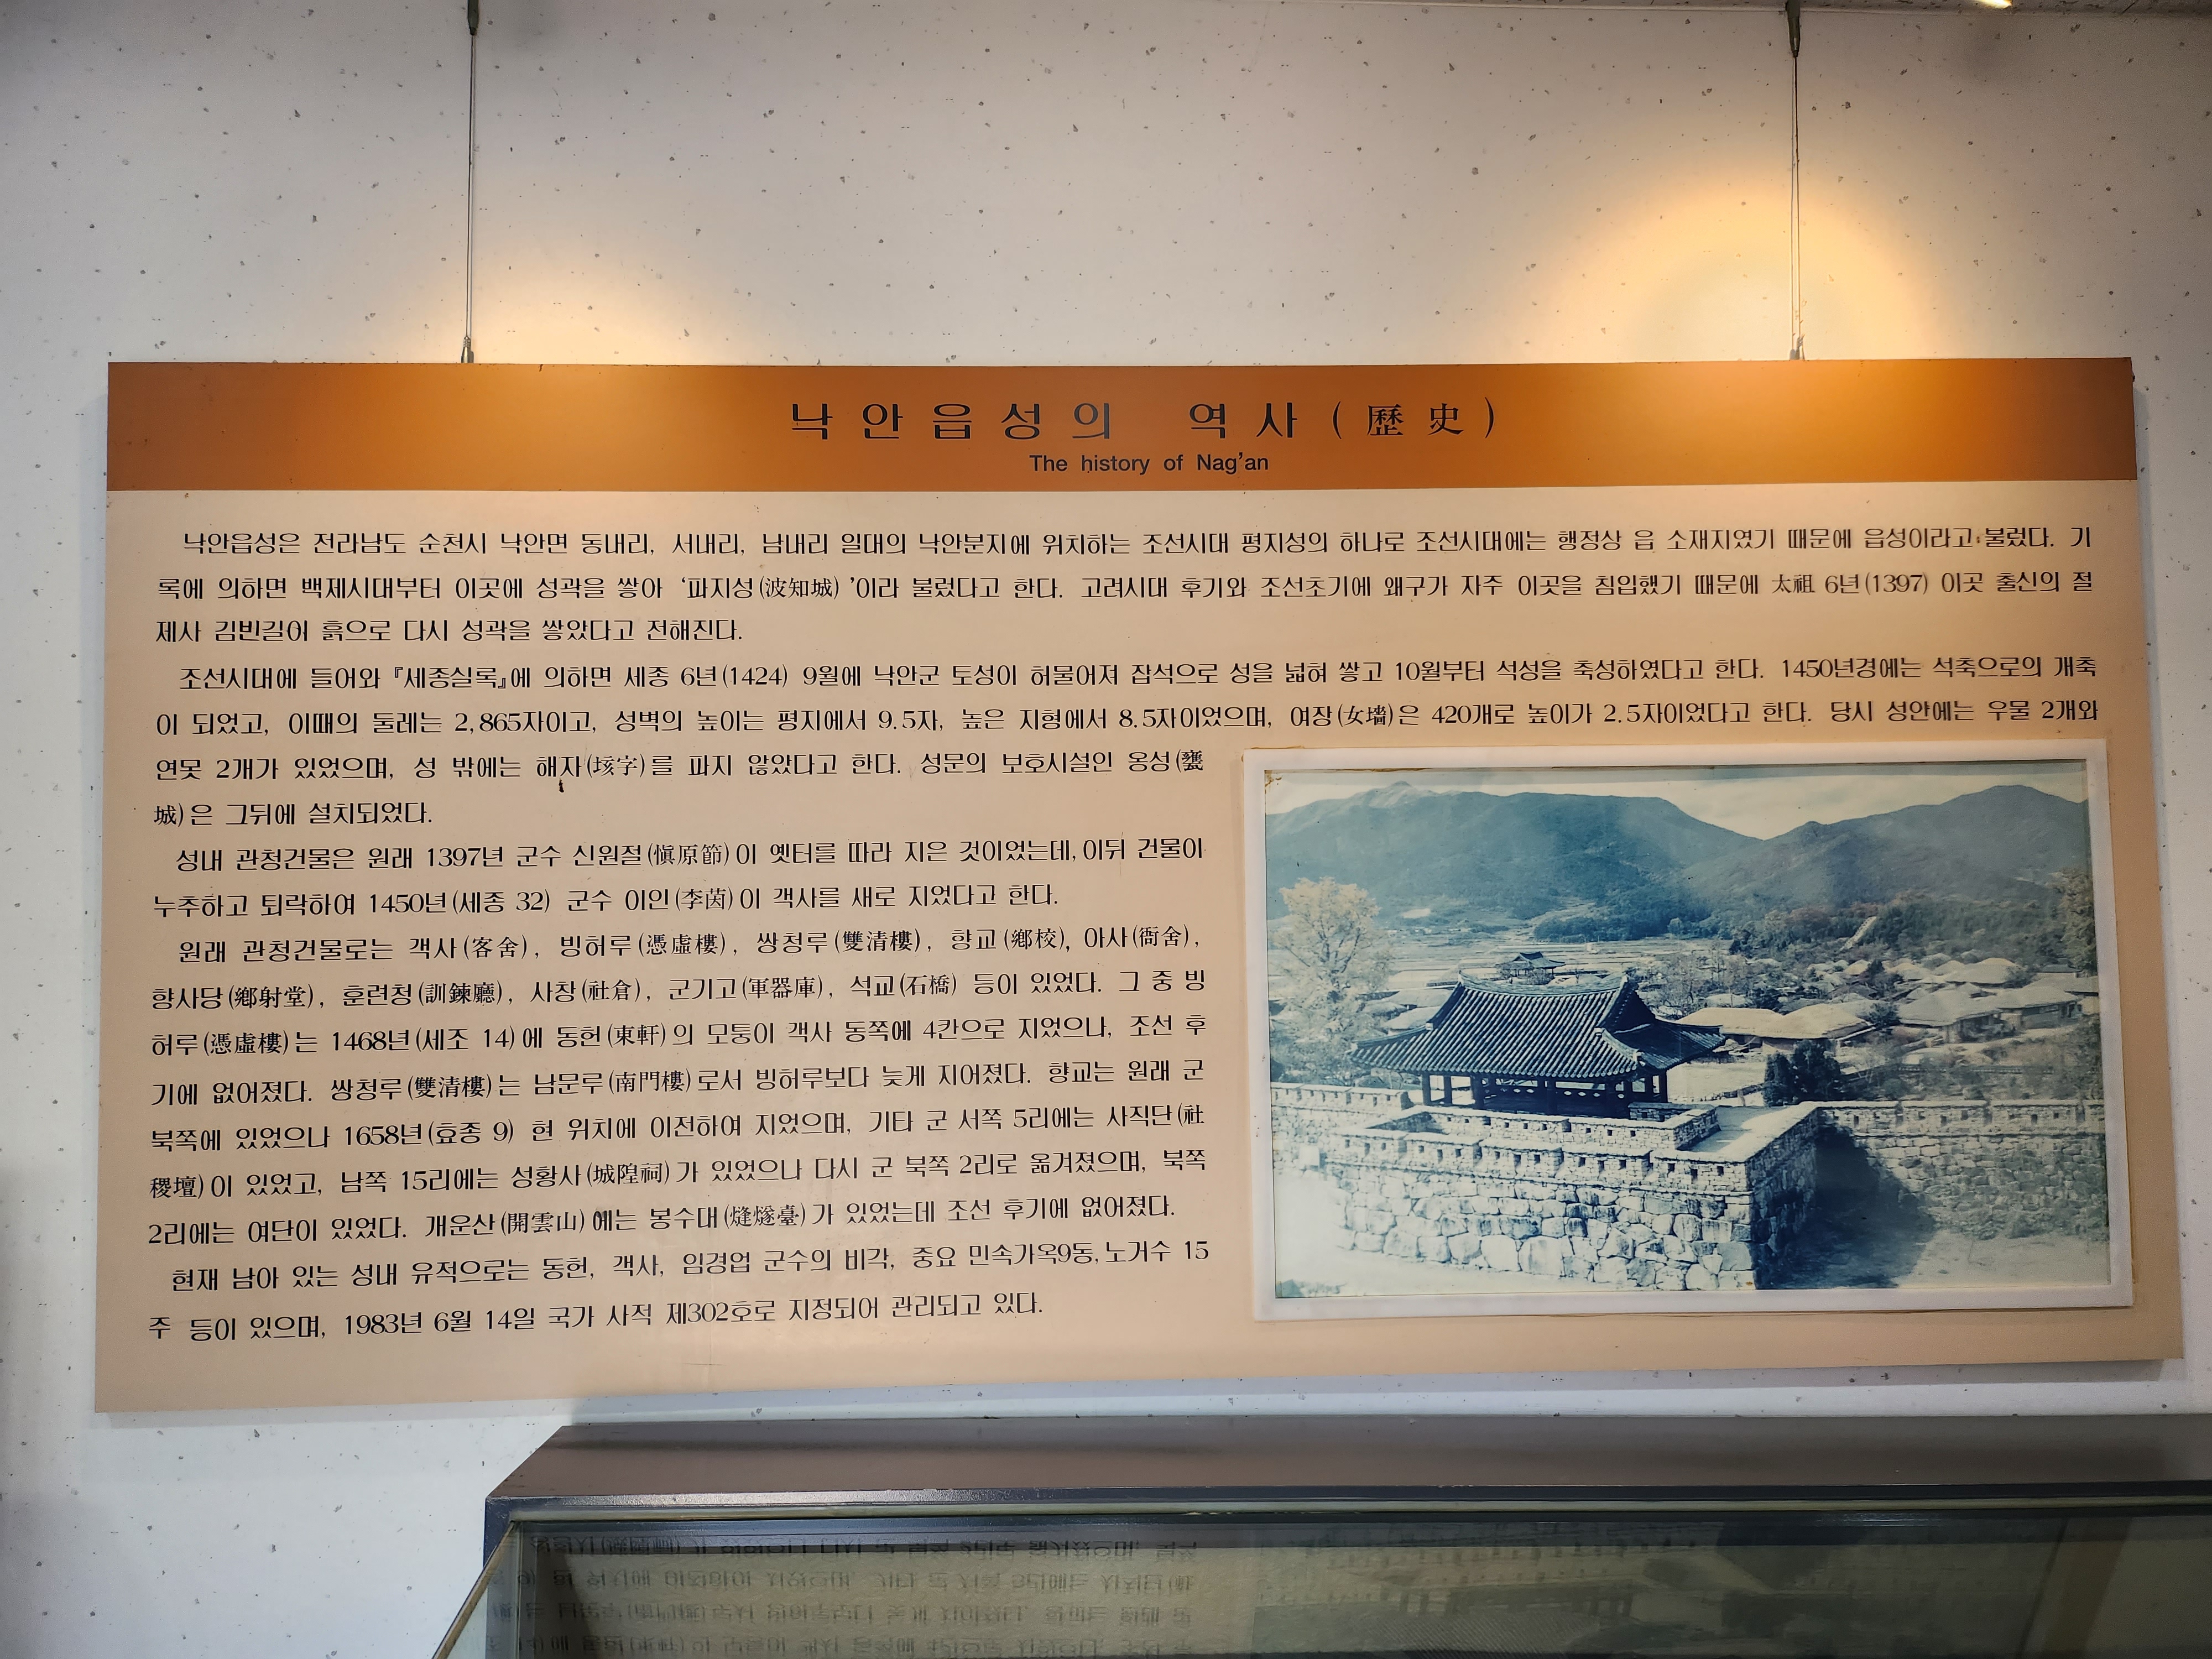 낙안읍성의 역사(歷史)
The history of Nag'an
낙안읍성은 전라남도 순천시 낙안면 동내리, 서내리, 남내리 일대의 낙안분지에 위치하는 조선시대 평지성의 하나로 조선시대에는 행정상 읍 소재지였기 때문에 읍성이라고 불렀다. 기
록에 의하면 백제시대부터 이곳에 성곽을 쌓아 '파지성(波知城)'이라 불렀다고 한다. 고려시대 후기와 조선초기에 왜구가 자주 이곳을 침입했기 때문에 太祖 6년(1397) 이곳 출신의 절
제사 김빈길이 흙으로 다시 성곽을 쌓았다고 전해진다.
조선시대에 들어와 『세종실록』에 의하면 세종 6년(1424) 9월에 낙안군 토성이 허물어져 잡석으로 성을 넓혀 쌓고 10월부터 석성을 축성하였다고 한다. 1450년경에는 석축으로의 개축
이 되었고, 이때의 둘레는 2,865자이고, 성벽의 높이는 평지에서 9.5자, 높은 지형에서 8.5자이었으며, 여장(女墻)은 420개로 높이가 2.5자이었다고 한다. 당시 성안에는 우물 2개와
연못 2개가 있었으며, 성 밖에는 해자(垓字)를 파지 않았다고 한다. 성문의 보호시설인 옹성(甕
城)은 그뒤에 설치되었다.
성내 관청건물은 원래 1397년 군수 신원절(愼原節)이 옛터를 따라 지은 것이었는데, 이뒤 건물이
누추하고 퇴락하여 1450년(세종 32) 군수 이인(李茵)이 객사를 새로 지었다고 한다.
원래 관청건물로는 객사(客舍), 빙허루(憑虛樓), 쌍청루(雙淸樓), 향교(鄕校), 아사(衙舍),
향사당(鄕射堂), 훈련청(訓鍊廳), 사창(社倉), 군기고(軍器庫), 석교(石橋) 등이 있었다. 그 중 빙
허루(憑虛樓)는 1468년(세조 14)에 동헌(東軒)의 모퉁이 객사 동쪽에 4칸으로 지었으나, 조선 후
기에 없어졌다. 쌍청루(雙淸樓)는 남문루(南門樓)로서 빙허루보다 늦게 지어졌다. 향교는 원래 군
북쪽에 있었으나 1658년(효종 9) 현 위치에 이전하여 지었으며, 기타 군 서쪽 5리에는 사직단(社
稷壇)이 있었고, 남쪽 15리에는 성황사(城隍祠)가 있었으나 다시 군 북쪽 2리로 옮겨졌으며, 북쪽
2리에는 여단이 있었다. 개운산(開雲山)에는 봉수대(熢燧臺)가 있었는데 조선 후기에 없어졌다.
현재 남아 있는 성내 유적으로는 동헌, 객사, 임경업 군수의 비각, 중요 민속가옥9동, 노거수 15
주 등이 있으며, 1983년 6월 14일 국가 사적 제302호로 지정되어 관리되고 있다.